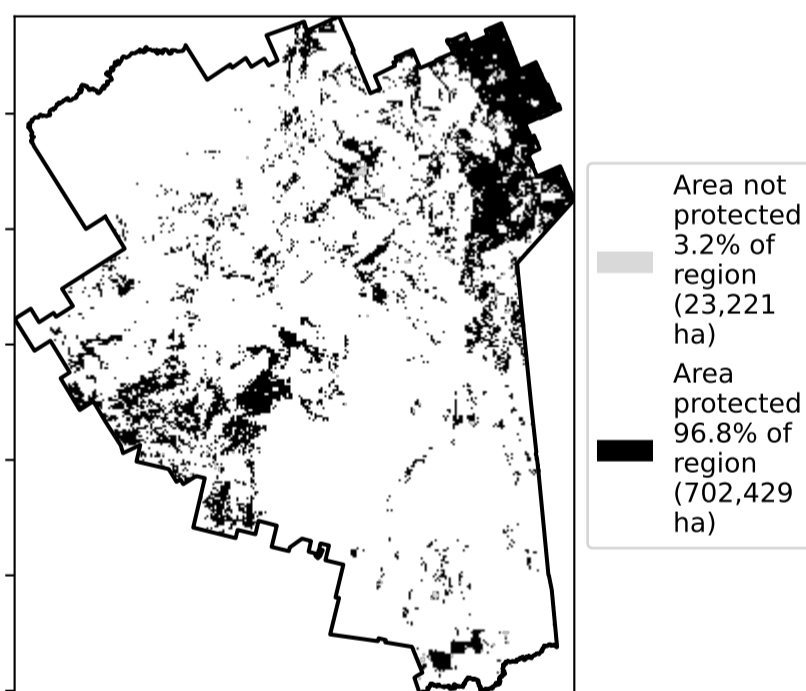 Area not
protected
3.2% of
region
(23,221
ha)
Area
protected
96.8% of
region
(702,429
ha)